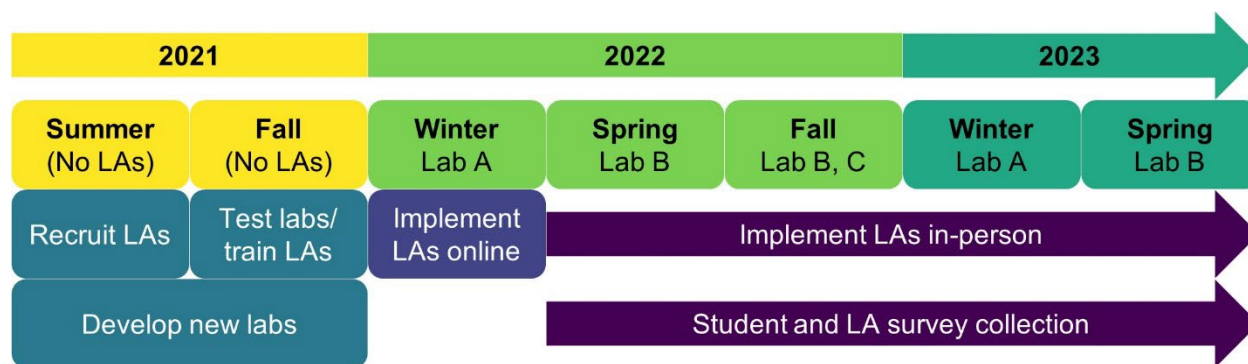 2021 2022 2023
Summer Fall Winter Spring Fall Winter Spring
(No LAs) (No LAs) Lab A Lab B Lab B, C Lab A Lab B
Recruit LAs
Test labs/
train LAs
Implement
LAs online
Implement LAs in-person
Develop new labs
Student and LA survey collection